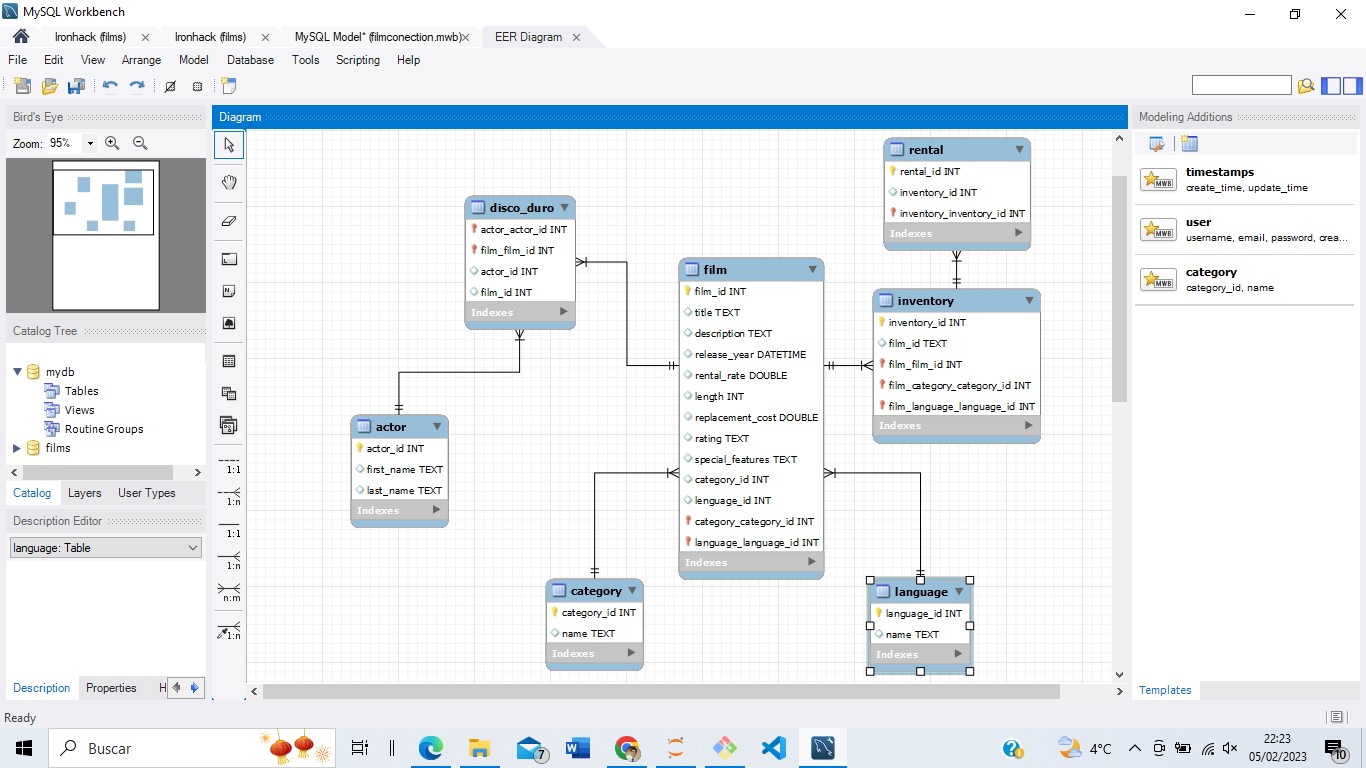 MySQL Workbench
Ironhack (films)
Ironhack (films)
MySQL Model* (filmconection.mwb)
EER Diagram
File Edit View Arrange Model Database Tools Scripting Help
Bird's Eye
Zoom: 95%
Catalog Tree
mydb
Tables
Views
Routine Groups
films
Catalog Layers User Types
Description Editor
language: Table
Description Properties H
Ready
Diagram
1:1
1:n
1:1
1:n
n:m
1:n
rental
rental_id INT
inventory_id INT
inventory_inventory_id INT
Indexes
disco_duro
actor_actor_id INT
film_film_id INT
actor_id INT
film_id INT
Indexes
film
film_id INT
title TEXT
description TEXT
release_year DATETIME
rental_rate DOUBLE
length INT
replacement_cost DOUBLE
rating TEXT
special_features TEXT
category_id INT
lenguage_id INT
category_category_id INT
language_language_id INT
Indexes
inventory
inventory_id INT
film_id TEXT
film_film_id INT
film_category_category_id INT
film_language_language_id INT
Indexes
actor
actor_id INT
first_name TEXT
last_name TEXT
Indexes
category
category_id INT
name TEXT
Indexes
language
language_id INT
name TEXT
Indexes
Modeling Additions
MWB
timestamps
create_time, update_time
MWB
user
username, email, password, crea...
MWB
category
category_id, name
Templates
Buscar
7
4°C
22:23
05/02/2023
10